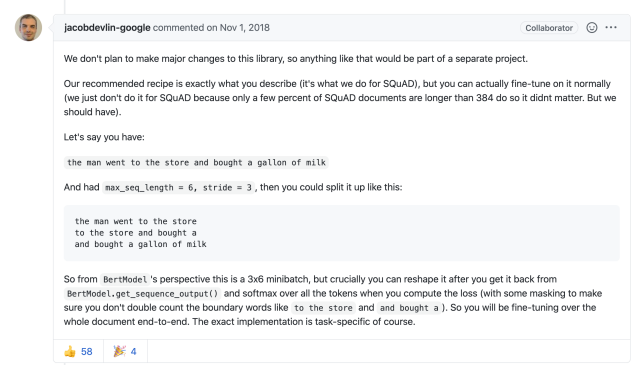 jacobdevlin-google commented on Nov 1, 2018 Collaborator
We don't plan to make major changes to this library, so anything like that would be part of a separate project.
Our recommended recipe is exactly what you describe (it's what we do for SQuAD), but you can actually fine-tune on it normally
(we just don't do it for SQuAD because only a few percent of SQuAD documents are longer than 384 do so it didnt matter. But we
should have).
Let's say you have:
the man went to the store and bought a gallon of milk
And had max_seq_length = 6, stride = 3 , then you could split it up like this:
the man went to the store
to the store and bought a
and bought a gallon of milk
So from BertModel 's perspective this is a 3x6 minibatch, but crucially you can reshape it after you get it back from
BertModel.get_sequence_output() and softmax over all the tokens when you compute the loss (with some masking to make
sure you don't double count the boundary words like to the store and and bought a ). So you will be fine-tuning over the
whole document end-to-end. The exact implementation is task-specific of course.
👍 58 🎉 4